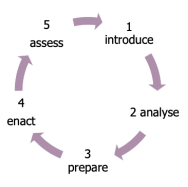 1
introduce
2 analyse
3
prepare
4
enact
5
assess